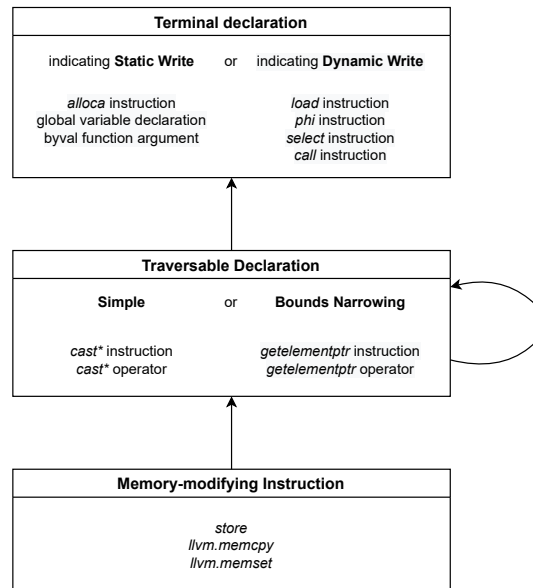 Terminal declaration
indicating Static Write or indicating Dynamic Write
alloca instruction
global variable declaration
byval function argument
load instruction
phi instruction
select instruction
call instruction
Traversable Declaration
Simple or Bounds Narrowing
cast* instruction
cast* operator
getelementptr instruction
getelementptr operator
Memory-modifying Instruction
store
llvm.memcpy
llvm.memset